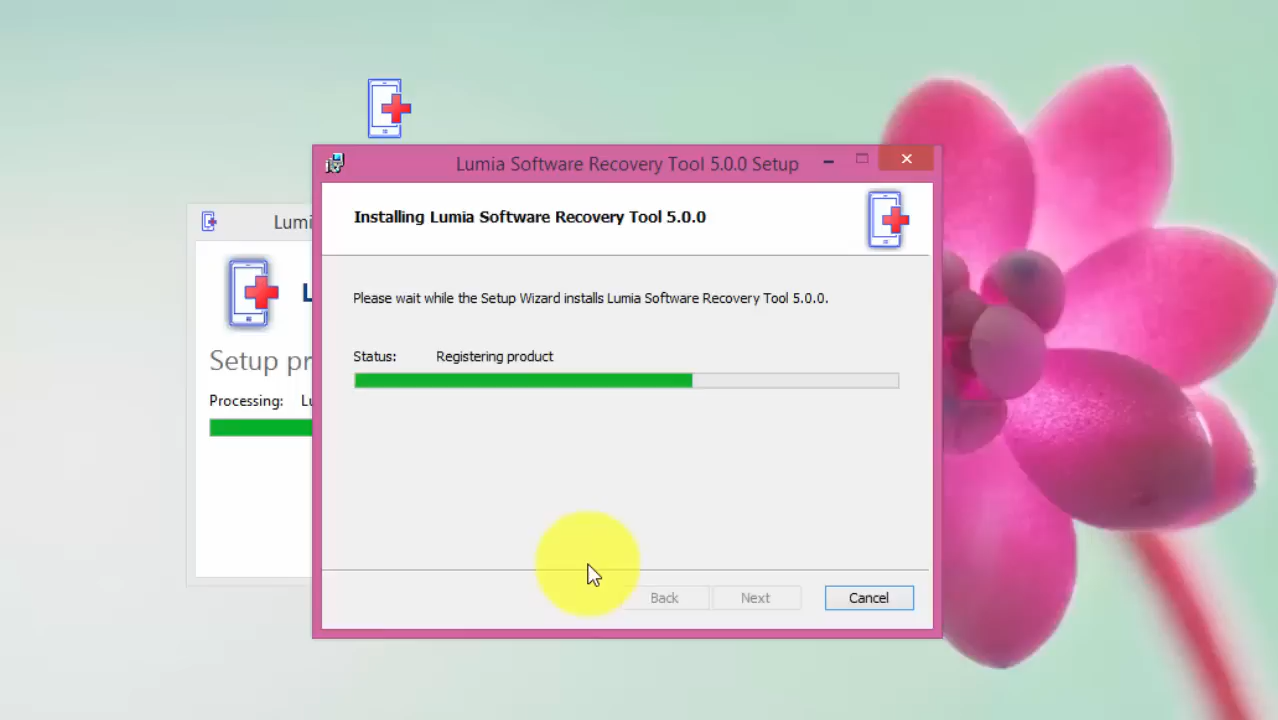 Lumia Software Recovery Tool 5.0.0 Setup
Installing Lumia Software Recovery Tool 5.0.0
Please wait while the Setup Wizard installs Lumia Software Recovery Tool 5.0.0.
Status: Registering product
Back Next Cancel
Lumi
L
Setup pr
Processing: Lu